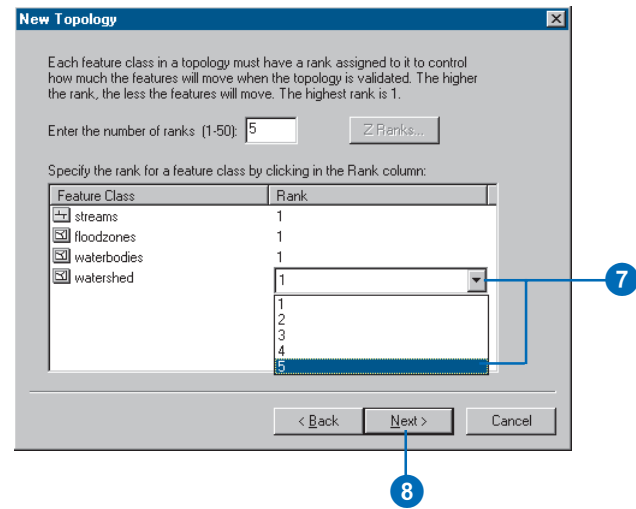 New Topology
Each feature class in a topology must have a rank assigned to it to control
how much the features will move when the topology is validated. The higher
the rank, the less the features will move. The highest rank is 1.
Enter the number of ranks (1-50): 5 Z Ranks...
Specify the rank for a feature class by clicking in the Rank column:
Feature Class Rank
streams 1
floodzones 1
waterbodies 1
watershed 1
7
1
2
3
4
5
< Back Next > Cancel
8